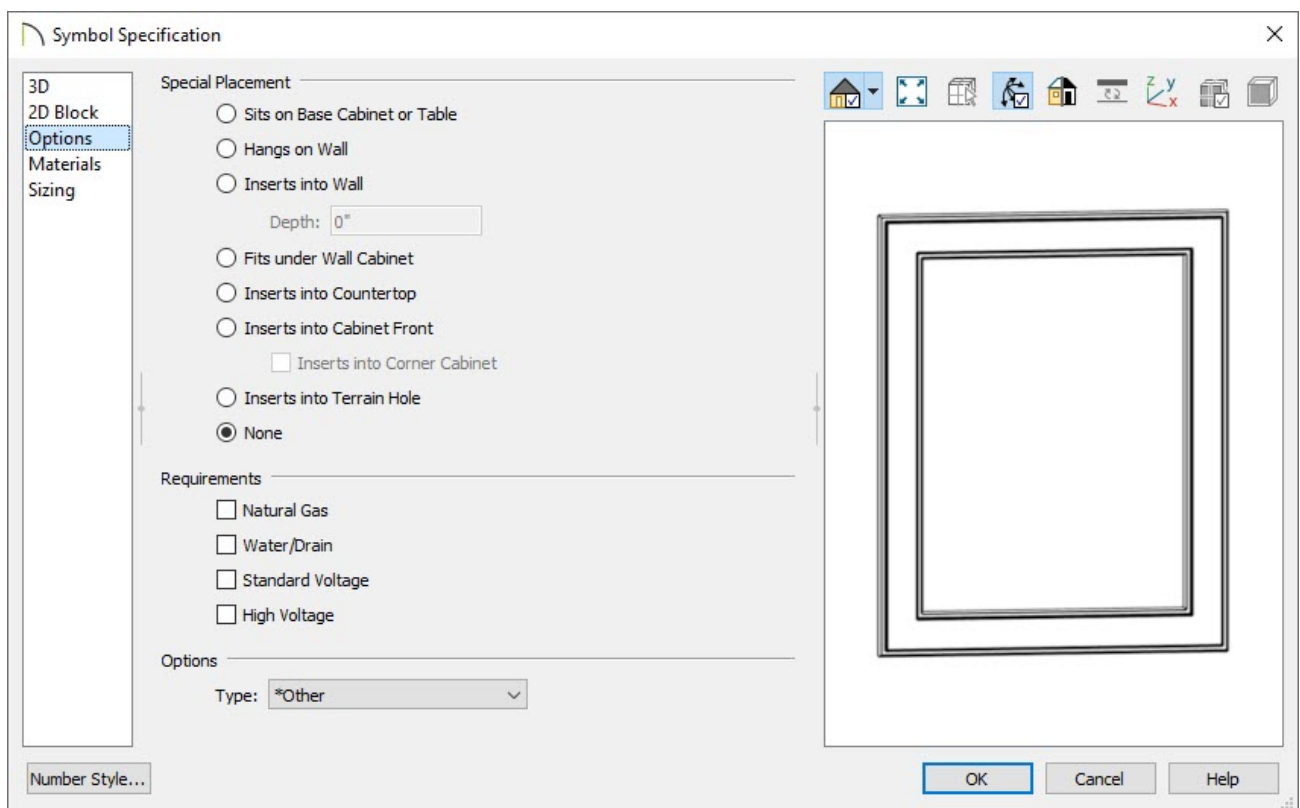 Symbol Specification
3D
2D Block
Options
Materials
Sizing
Special Placement
Sits on Base Cabinet or Table
Hangs on Wall
Inserts into Wall
Depth: 0"
Fits under Wall Cabinet
Inserts into Countertop
Inserts into Cabinet Front
Inserts into Corner Cabinet
Inserts into Terrain Hole
None
Requirements
Natural Gas
Water/Drain
Standard Voltage
High Voltage
Options
Type: *Other
z y
x
Number Style...
OK Cancel Help